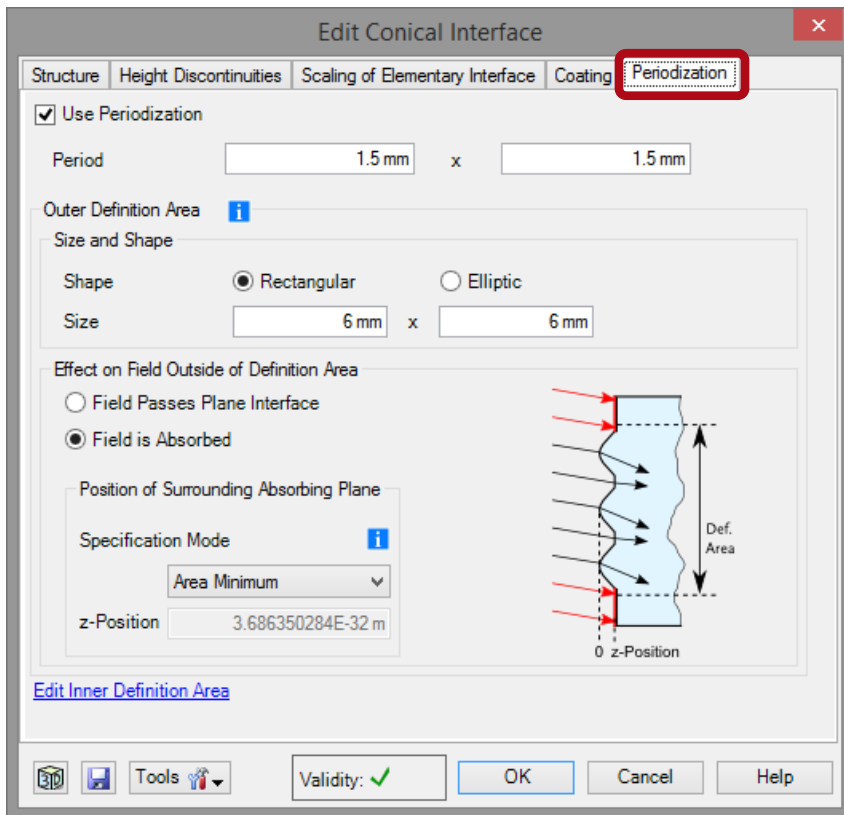 Edit Conical Interface
Structure Height Discontinuities Scaling of Elementary Interface Coating Periodization
Use Periodization
Period 1.5 mm x 1.5 mm
Outer Definition Area i
Size and Shape
Shape Rectangular Elliptic
Size 6 mm x 6 mm
Effect on Field Outside of Definition Area
Field Passes Plane Interface
Field is Absorbed
Position of Surrounding Absorbing Plane
Specification Mode i
Area Minimum
z-Position 3.686350284E-32 m
Def.
Area
0 z-Position
Edit Inner Definition Area
3D Tools Validity: OK Cancel Help